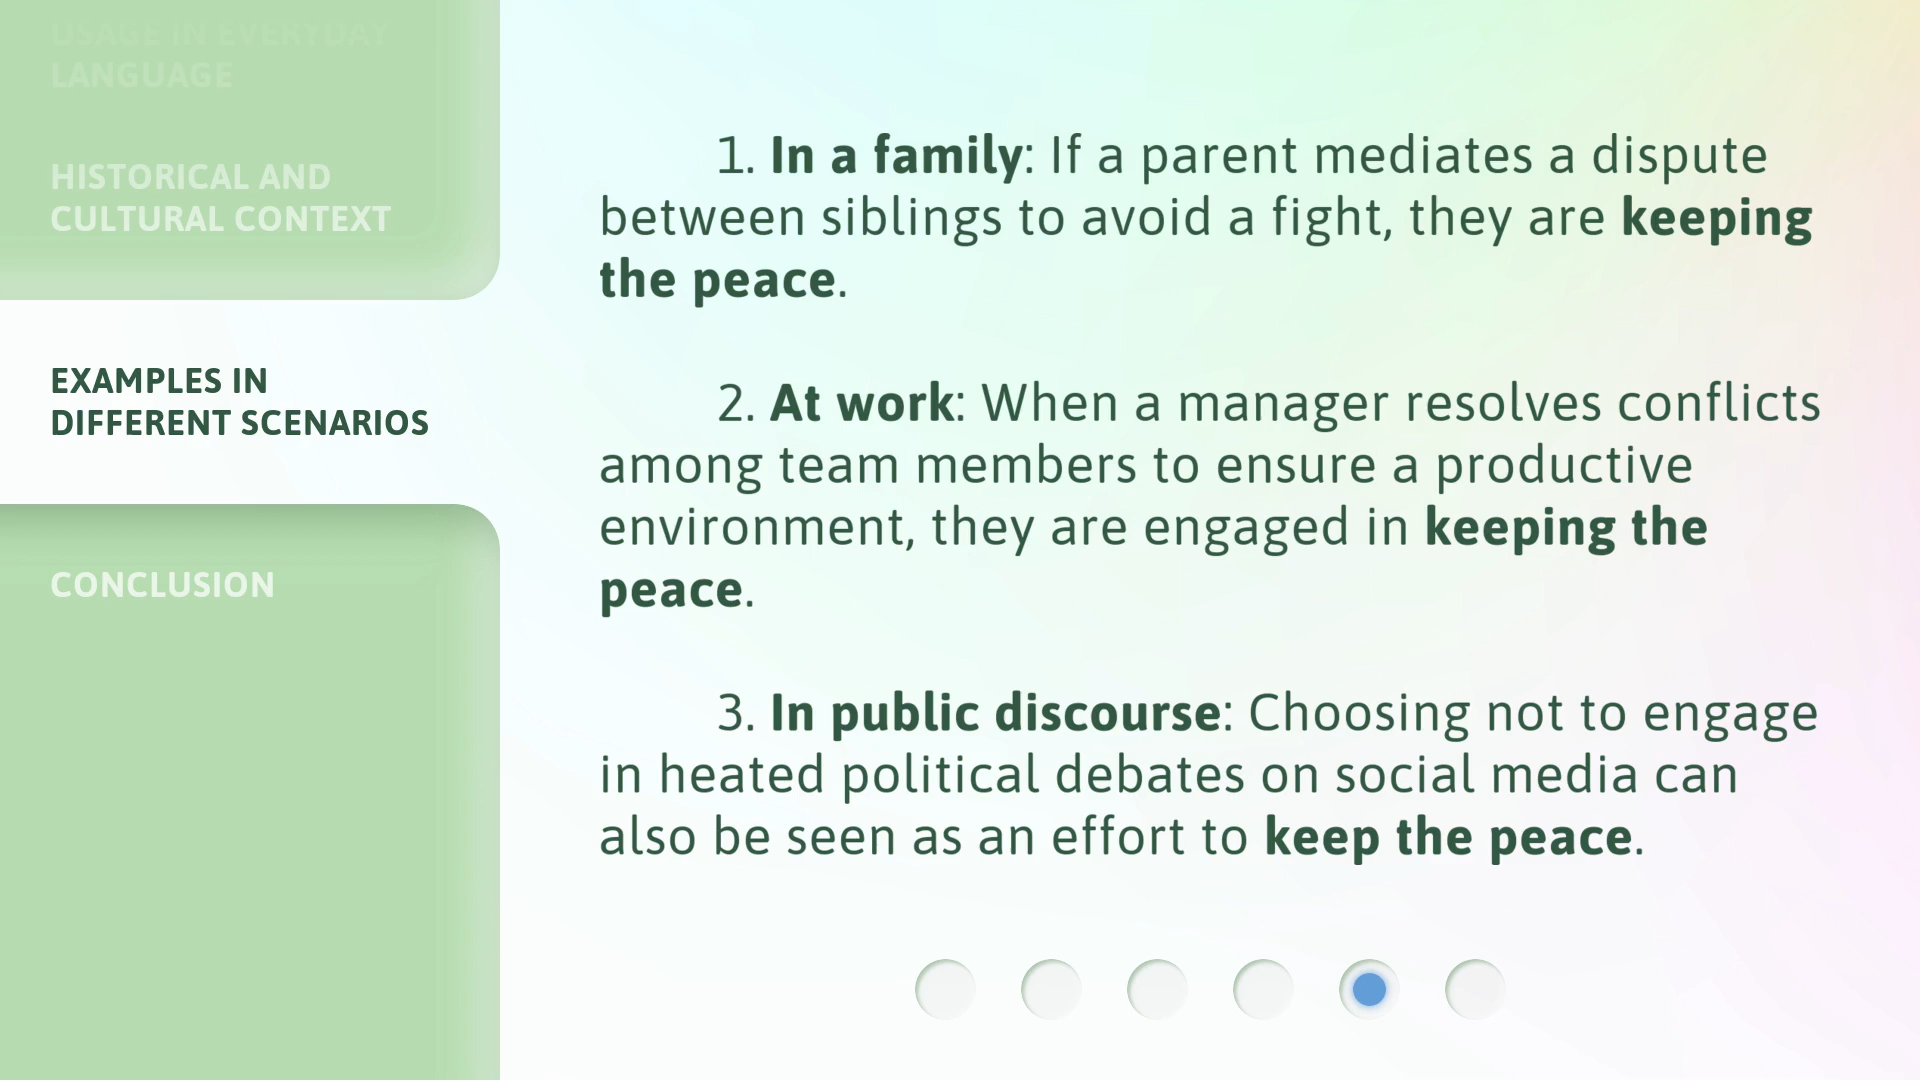 USAGE IN EVERYDAY
LANGUAGE
HISTORICAL AND
CULTURAL CONTEXT
EXAMPLES IN
DIFFERENT SCENARIOS
CONCLUSION
1. In a family: If a parent mediates a dispute
between siblings to avoid a fight, they are keeping
the peace.
2. At work: When a manager resolves conflicts
among team members to ensure a productive
environment, they are engaged in keeping the
peace.
3. In public discourse: Choosing not to engage
in heated political debates on social media can
also be seen as an effort to keep the peace.